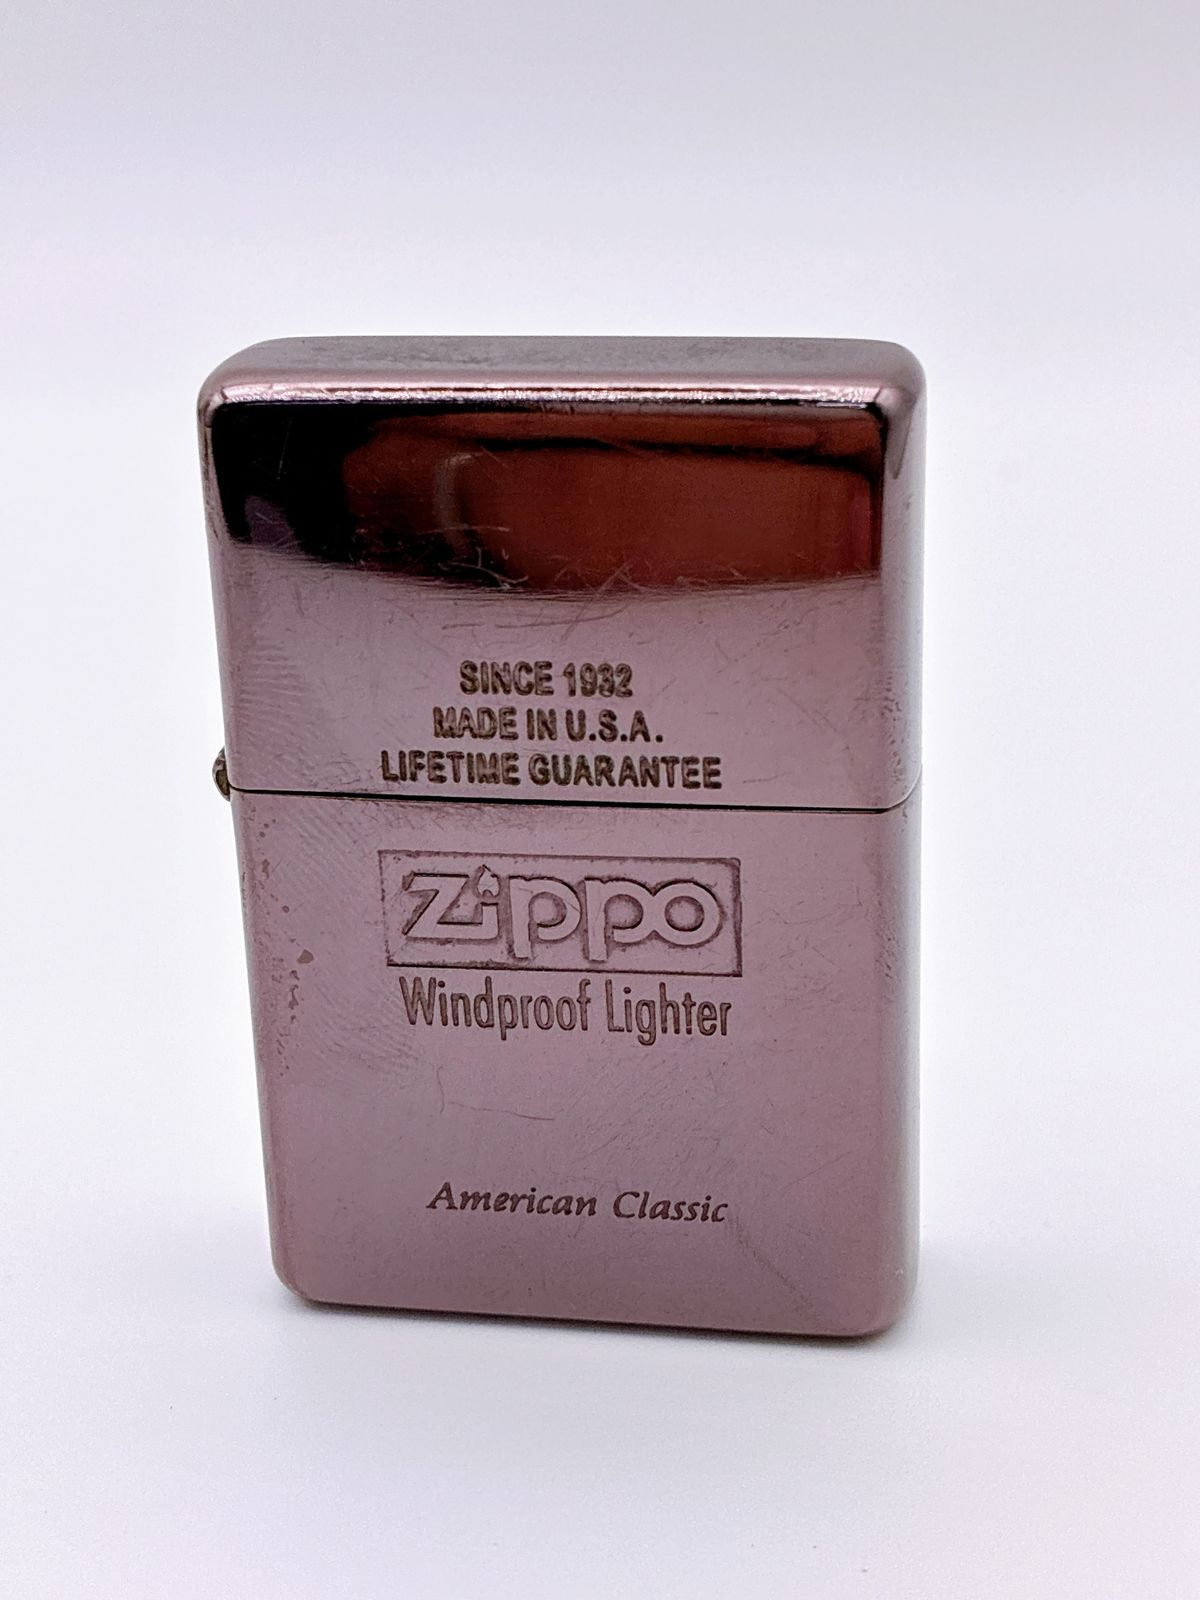 SINCE 1932
MADE IN U.S.A.
LIFETIME GUARANTEE
Zippo
Windproof Lighter
American Classic